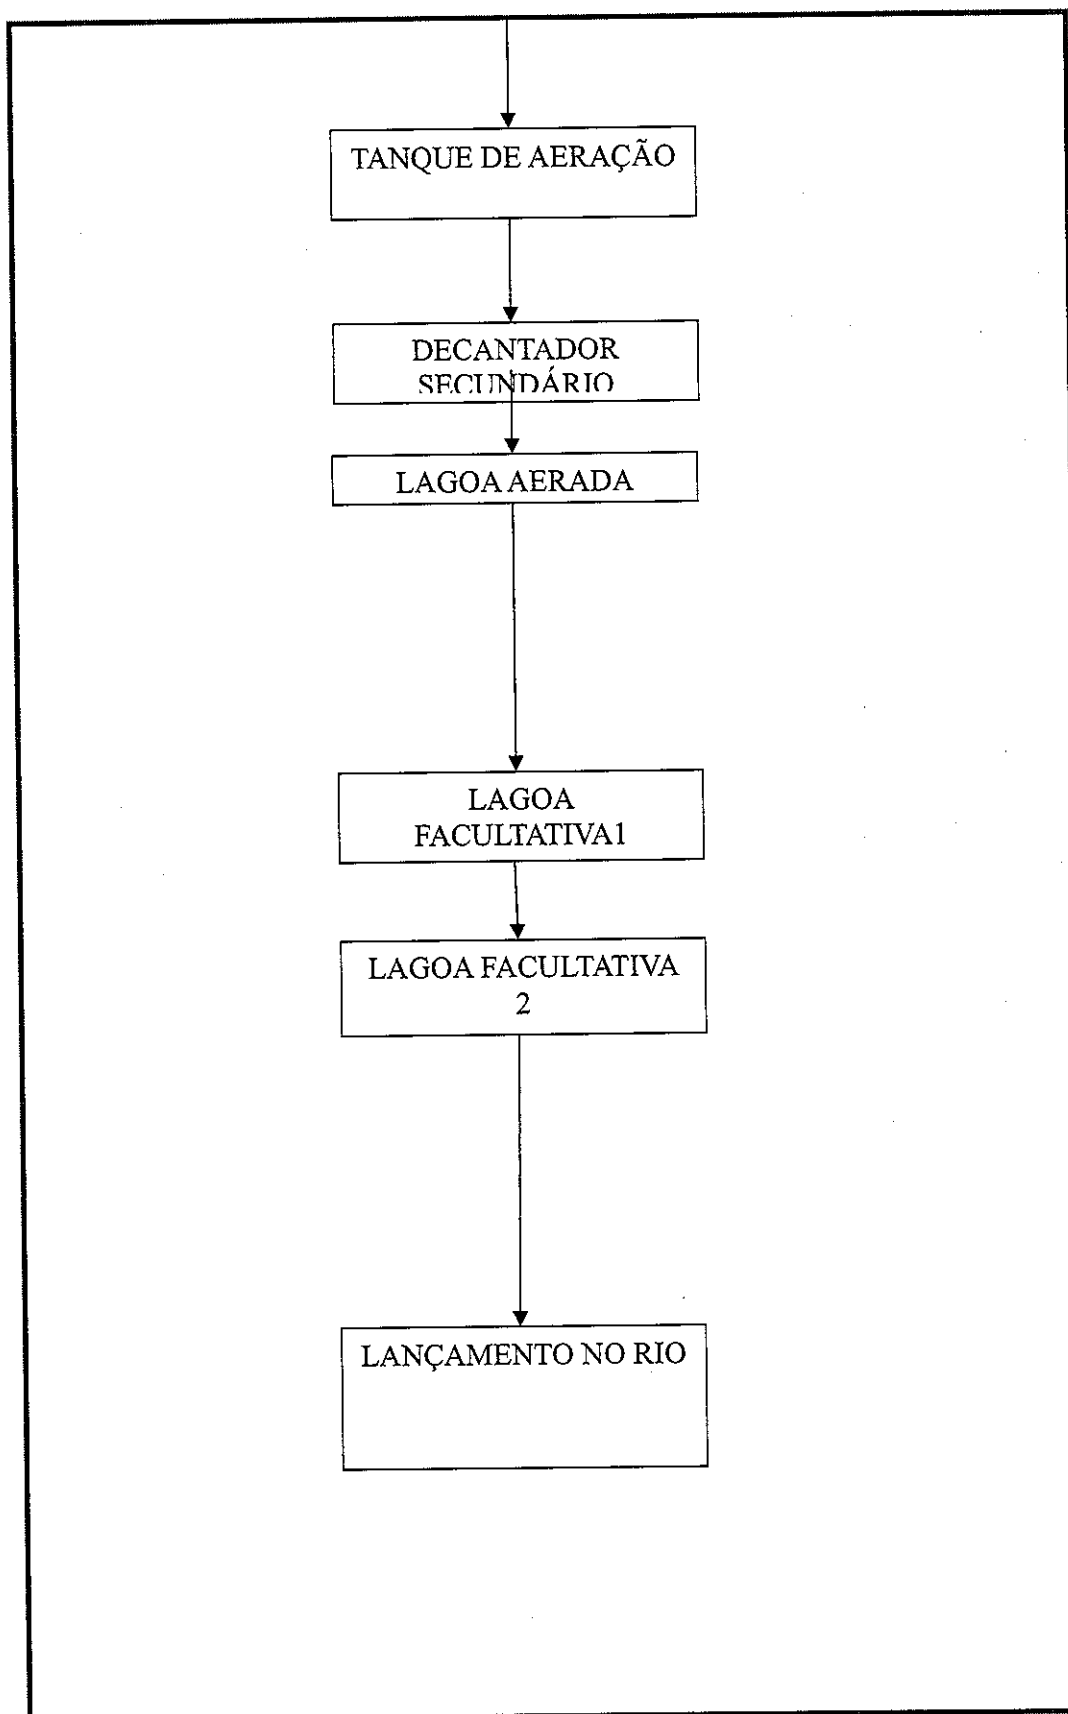 TANQUE DE AERAÇÃO
DECANTADOR
SECUNDÁRIO
LAGOA AERADA
LAGOA
FACULTATIVA1
LAGOA FACULTATIVA
2
LANÇAMENTO NO RIO